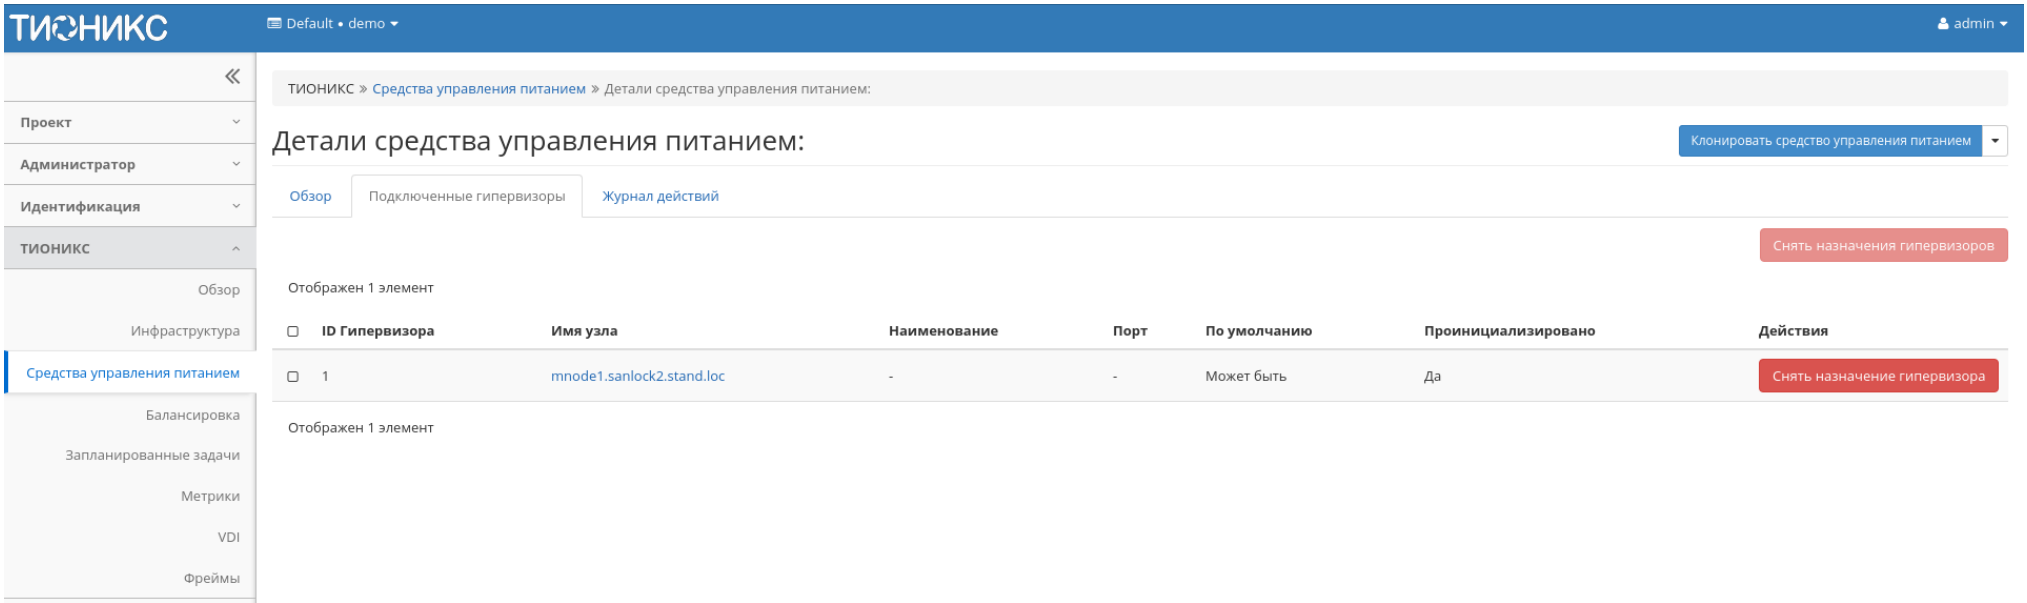 ТИОНИКС
Default • demo
admin
Проект
Администратор
Идентификация
ТИОНИКС
Обзор
Инфраструктура
Средства управления питанием
Балансировка
Запланированные задачи
Метрики
VDI
Фреймы
ТИОНИКС » Средства управления питанием » Детали средства управления питанием:
Детали средства управления питанием:
Клонировать средство управления питанием
Обзор Подключенные гипервизоры Журнал действий
Снять назначения гипервизоров
Отображен 1 элемент
ID Гипервизора Имя узла Наименование Порт По умолчанию Проинициализировано Действия
1 mnode1.sanlock2.stand.loc - - Может быть Да Снять назначение гипервизора
Отображен 1 элемент